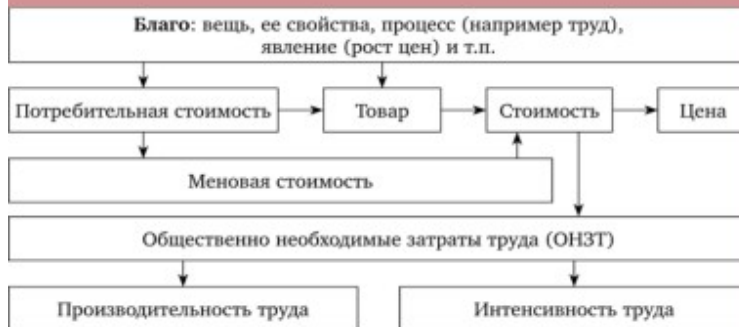 Благо: вещь, ее свойства, процесс (например труд),
явление (рост цен) и т.п.
Потребительная стоимость
Товар
Стоимость
Цена
Меновая стоимость
Общественно необходимые затраты труда (ОНЗТ)
Производительность труда
Интенсивность труда